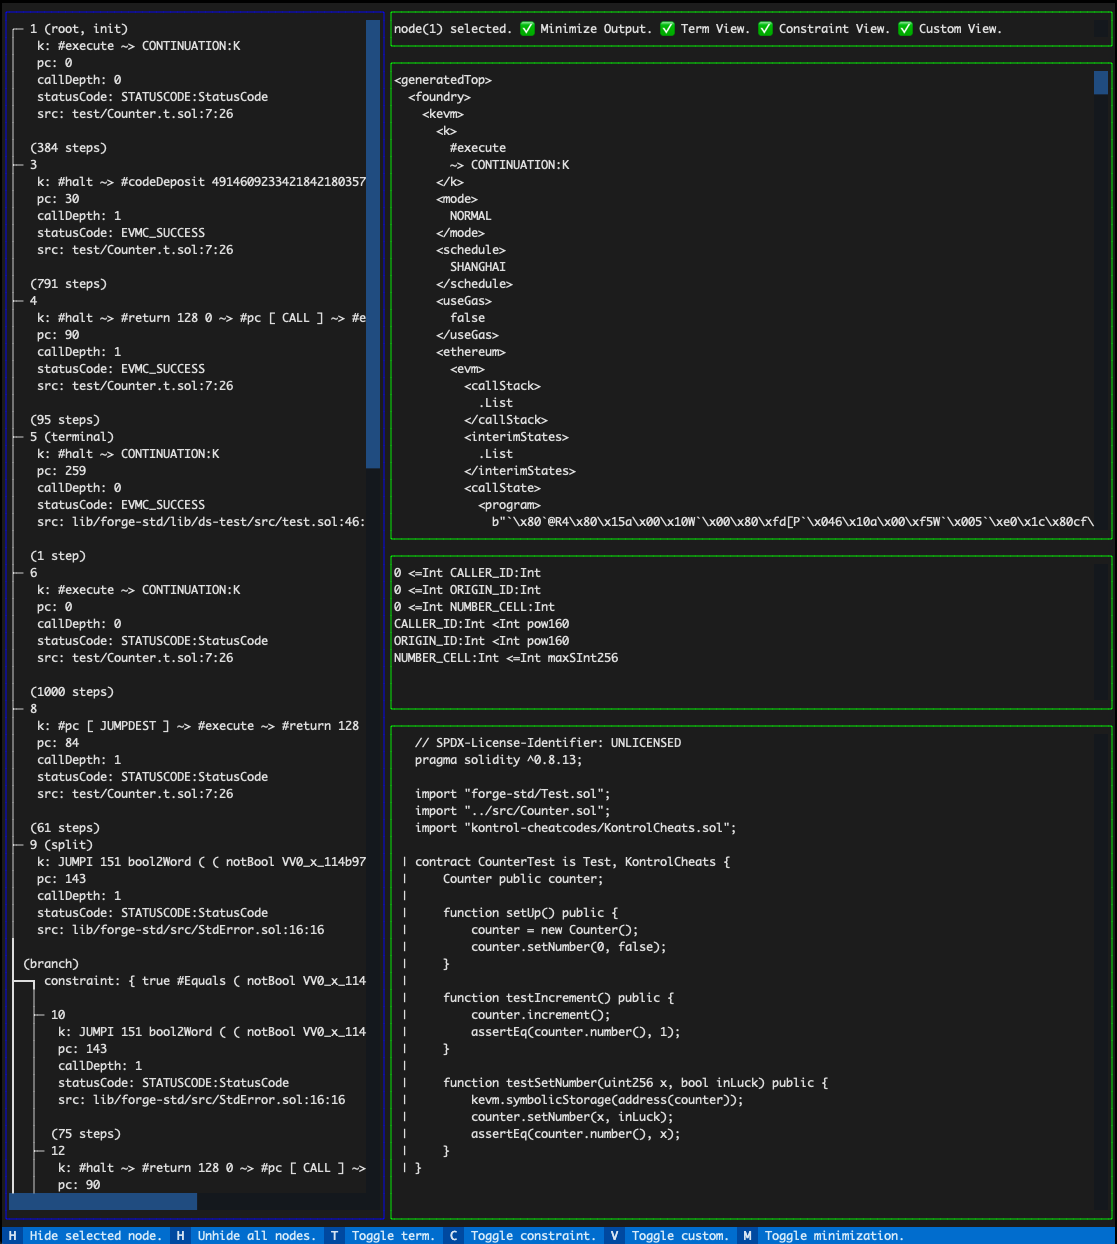 1 (root, init)
k: #execute ~> CONTINUATION:K
pc: 0
callDepth: 0
statusCode: STATUSCODE:StatusCode
src: test/Counter.t.sol:7:26
(384 steps)
3
k: #halt ~> #codeDeposit 4914609233421842180357
pc: 30
callDepth: 1
statusCode: EVMC_SUCCESS
src: test/Counter.t.sol:7:26
(791 steps)
4
k: #halt ~> #return 128 0 ~> #pc [ CALL ] ~> #e
pc: 90
callDepth: 1
statusCode: EVMC_SUCCESS
src: test/Counter.t.sol:7:26
(95 steps)
5 (terminal)
k: #halt ~> CONTINUATION:K
pc: 259
callDepth: 0
statusCode: EVMC_SUCCESS
src: lib/forge-std/lib/ds-test/src/test.sol:46:
(1 step)
6
k: #execute ~> CONTINUATION:K
pc: 0
callDepth: 0
statusCode: STATUSCODE:StatusCode
src: test/Counter.t.sol:7:26
(1000 steps)
8
k: #pc [ JUMPDEST ] ~> #execute ~> #return 128
pc: 84
callDepth: 1
statusCode: STATUSCODE:StatusCode
src: test/Counter.t.sol:7:26
(61 steps)
9 (split)
k: JUMPI 151 bool2Word ( ( notBool VV0_x_114b97
pc: 143
callDepth: 1
statusCode: STATUSCODE:StatusCode
src: lib/forge-std/src/StdError.sol:16:16
(branch)
constraint: { true #Equals ( notBool VV0_x_114
10
k: JUMPI 151 bool2Word ( ( notBool VV0_x_114
pc: 143
callDepth: 1
statusCode: STATUSCODE:StatusCode
src: lib/forge-std/src/StdError.sol:16:16
(75 steps)
12
k: #halt ~> #return 128 0 ~> #pc [ CALL ] ~>
pc: 90
node(1) selected. ✅ Minimize Output. ✅ Term View. ✅ Constraint View. ✅ Custom View.
<generatedTop>
<foundry>
<kevm>
<k>
#execute
~> CONTINUATION:K
</k>
<mode>
NORMAL
</mode>
<schedule>
SHANGHAI
</schedule>
<useGas>
false
</useGas>
<ethereum>
<evm>
<callStack>
.List
</callStack>
<interimStates>
.List
</interimStates>
<callState>
<program>
b"`\x80`@R4\x80\x15a\x00\x10W`\x00\x80\xfd[P`\x046\x10a\x00\xf5W`\x005`\xe0\x1c\x80cf\
0 <=Int CALLER_ID:Int
0 <=Int ORIGIN_ID:Int
0 <=Int NUMBER_CELL:Int
CALLER_ID:Int <Int pow160
ORIGIN_ID:Int <Int pow160
NUMBER_CELL:Int <=Int maxSInt256
// SPDX-License-Identifier: UNLICENSED
pragma solidity ^0.8.13;
import "forge-std/Test.sol";
import "../src/Counter.sol";
import "kontrol-cheatcodes/KontrolCheats.sol";
| contract CounterTest is Test, KontrolCheats {
| Counter public counter;
|
| function setUp() public {
| counter = new Counter();
| counter.setNumber(0, false);
| }
|
| function testIncrement() public {
| counter.increment();
| assertEq(counter.number(), 1);
| }
|
| function testSetNumber(uint256 x, bool inLuck) public {
| kevm.symbolicStorage(address(counter));
| counter.setNumber(x, inLuck);
| assertEq(counter.number(), x);
| }
| }
H Hide selected node. H Unhide all nodes. T Toggle term. C Toggle constraint. V Toggle custom. M Toggle minimization.